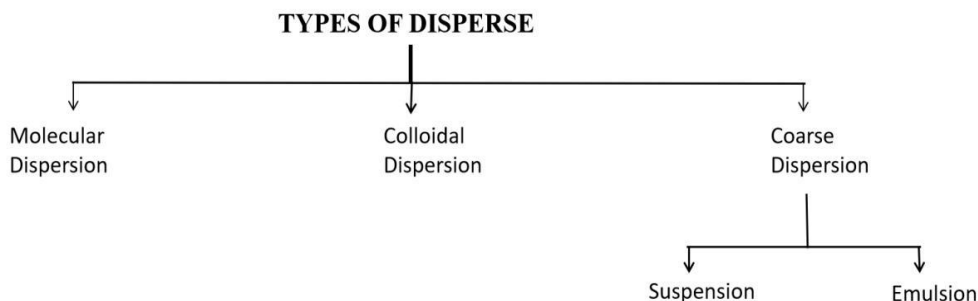 TYPES OF DISPERSE
Molecular
Dispersion
Colloidal
Dispersion
Coarse
Dispersion
Suspension
Emulsion